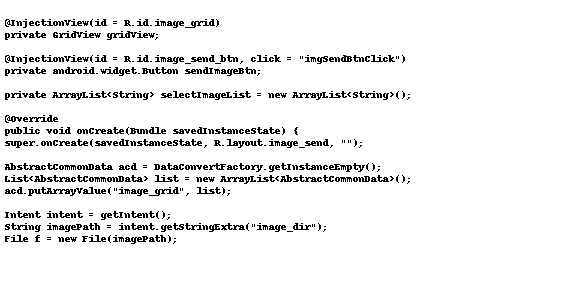 @InjectionView(id = R.id.image_grid)
private GridView gridView;
@InjectionView(id = R.id.image_send_btn, click = "imgSendBtnClick")
private android.widget.Button sendImageBtn;
private ArrayList<String> selectImageList = new ArrayList<String>();
@Override
public void onCreate(Bundle savedInstanceState) {
super.onCreate(savedInstanceState, R.layout.image_send, "");
AbstractCommonData acd = DataConvertFactory.getInstanceEmpty();
List<AbstractCommonData> list = new ArrayList<AbstractCommonData>();
acd.putArrayValue("image_grid", list);
Intent intent = getIntent();
String imagePath = intent.getStringExtra("image_dir");
File f = new File(imagePath);